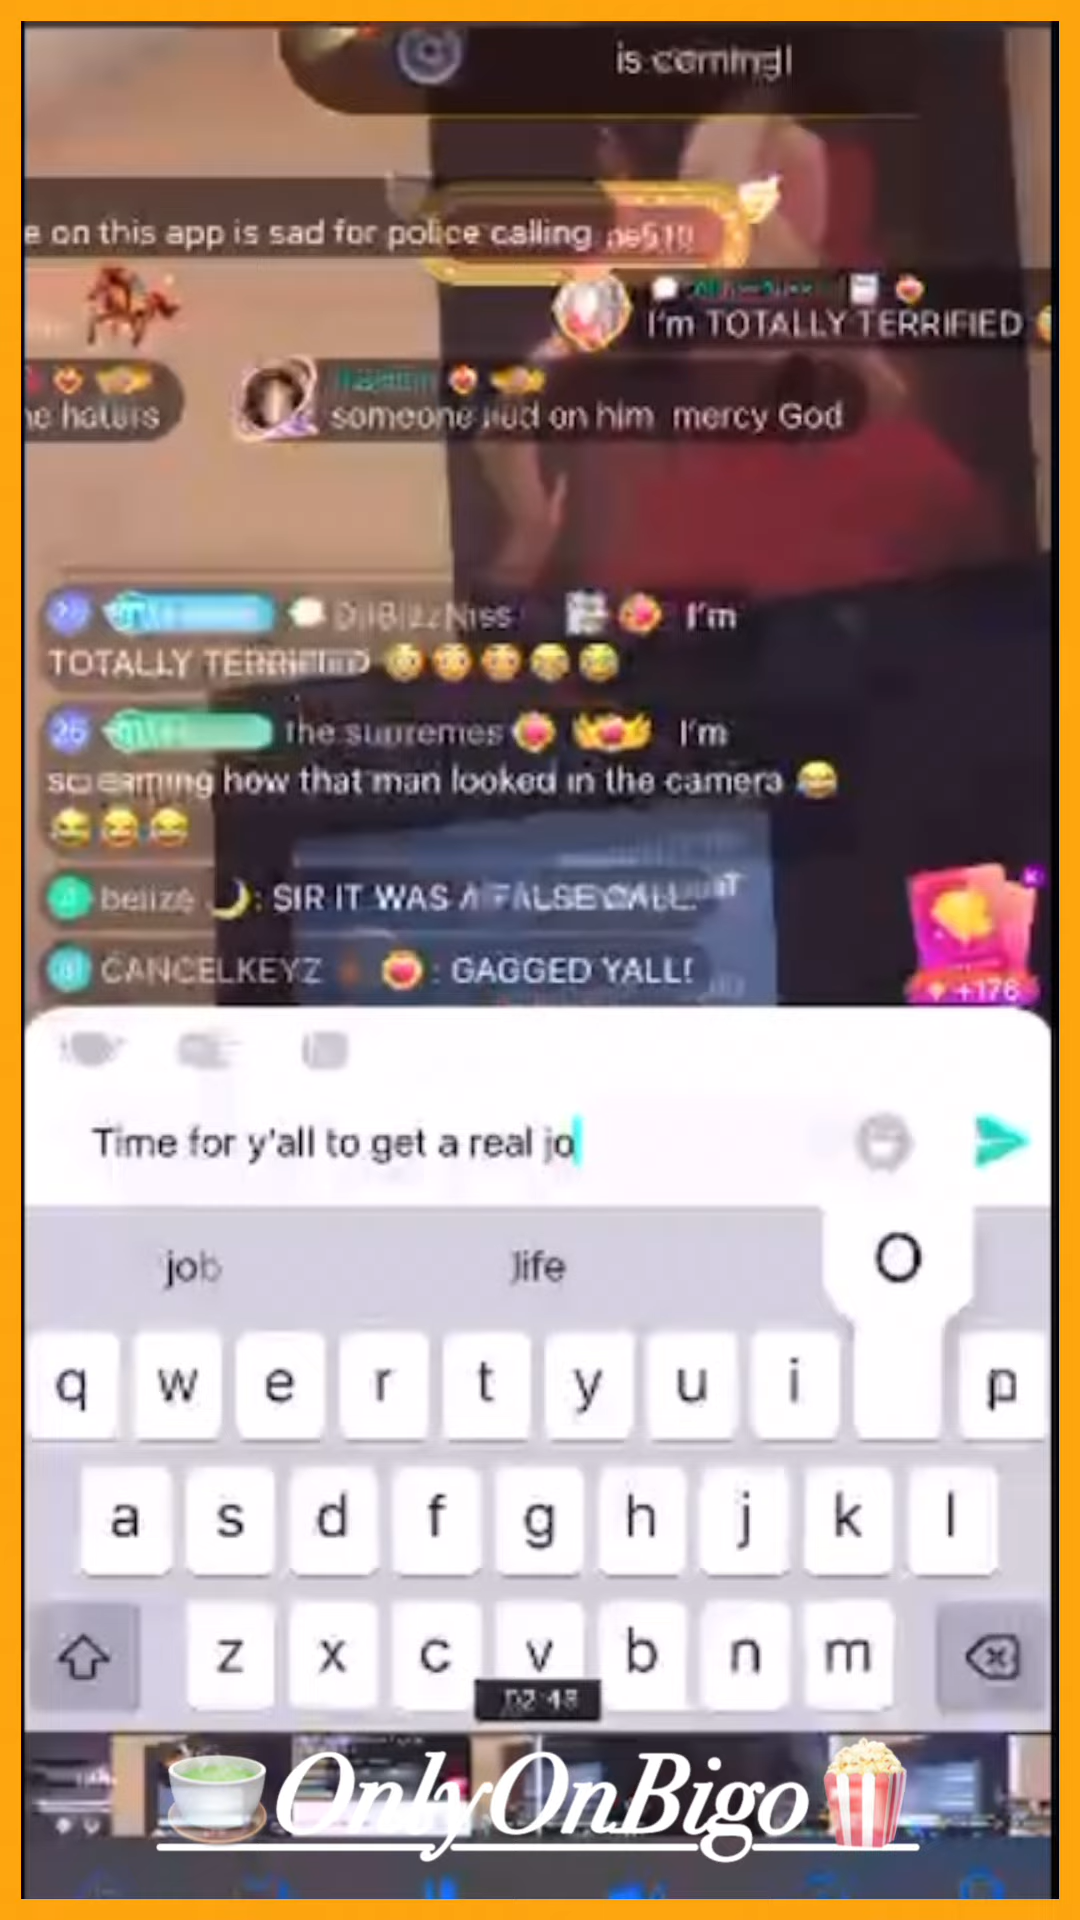 is coming!
e on this app is sad for police calling
I'm TOTALLY TERRIFIED
someone on him mercy God
I'm
TOTALLY TERRIFIED 😳😳😳😂😂
26 the supremes I'm
screaming how that man looked in the camera 😂
😂😂😂
belize 🌙: SIR IT WAS A FALSE CALL.
CANCELKEYZ : GAGGED YALL!
+176
Time for y'all to get a real jo
job life O
q w e r t y u i p
a s d f g h j k l
z x c v b n m
02:48
🍵OnlyOnBigo🍿